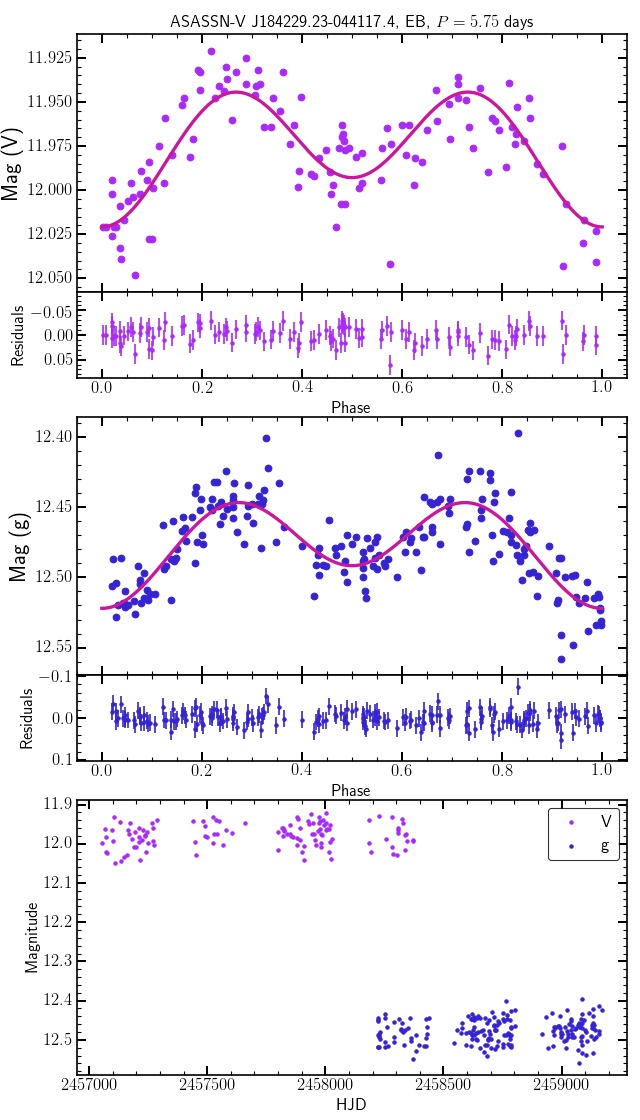 ASASSN-V J184229.23-044117.4, EB, P = 5.75 days
Mag (V)
11.925
11.950
11.975
12.000
12.025
12.050
Residuals
−0.05
0.00
0.05
0.0 0.2 0.4 0.6 0.8 1.0
Phase
Mag (g)
12.40
12.45
12.50
12.55
Residuals
−0.1
0.0
0.1
0.0 0.2 0.4 0.6 0.8 1.0
Phase
Magnitude
11.9
12.0
12.1
12.2
12.3
12.4
12.5
V
g
2457000 2457500 2458000 2458500 2459000
HJD